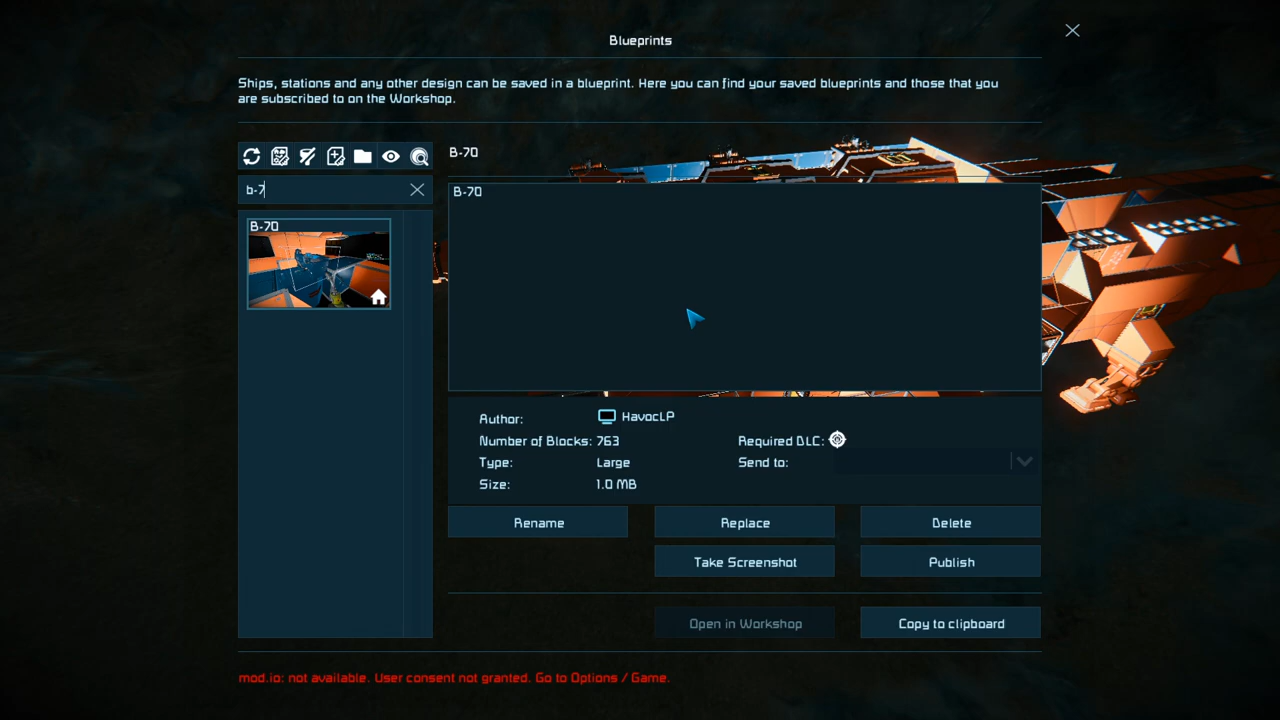 Blueprints
Ships, stations and any other design can be saved in a blueprint. Here you can find your saved blueprints and those that you
are subscribed to on the Workshop.
b-7
B-70
B-70
B-70
Author: HavocLP
Number of Blocks: 763
Required DLC:
Type: Large
Send to:
Size: 1.0 MB
Rename
Replace
Delete
Take Screenshot
Publish
Open in Workshop
Copy to clipboard
mod.io: not available. User consent not granted. Go to Options / Game.